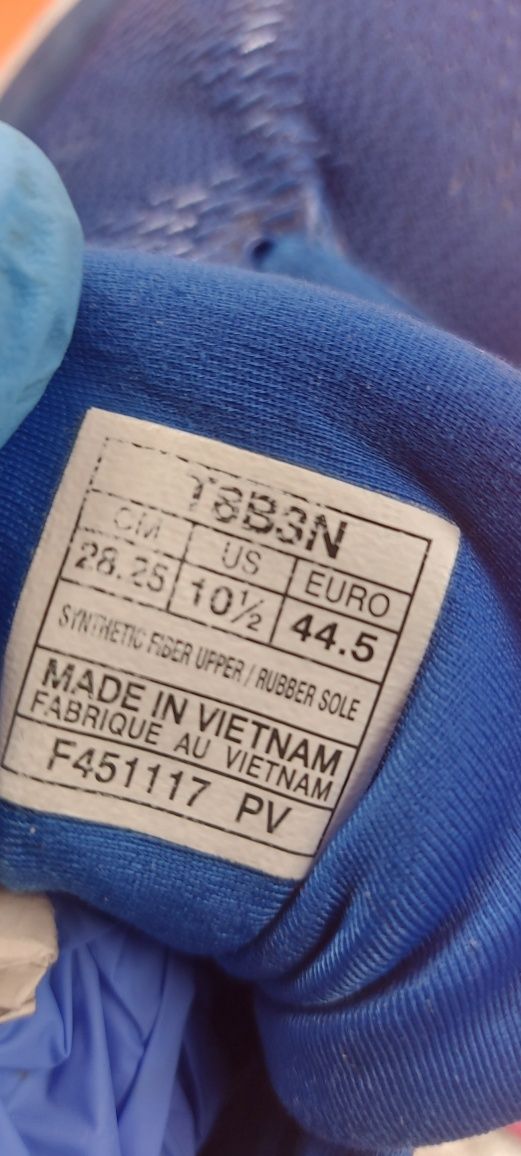 T8B3N
CM US EURO
28.25 10½ 44.5
SYNTHETIC FIBER UPPER / RUBBER SOLE
MADE IN VIETNAM
FABRIQUE AU VIETNAM
F451117 PV